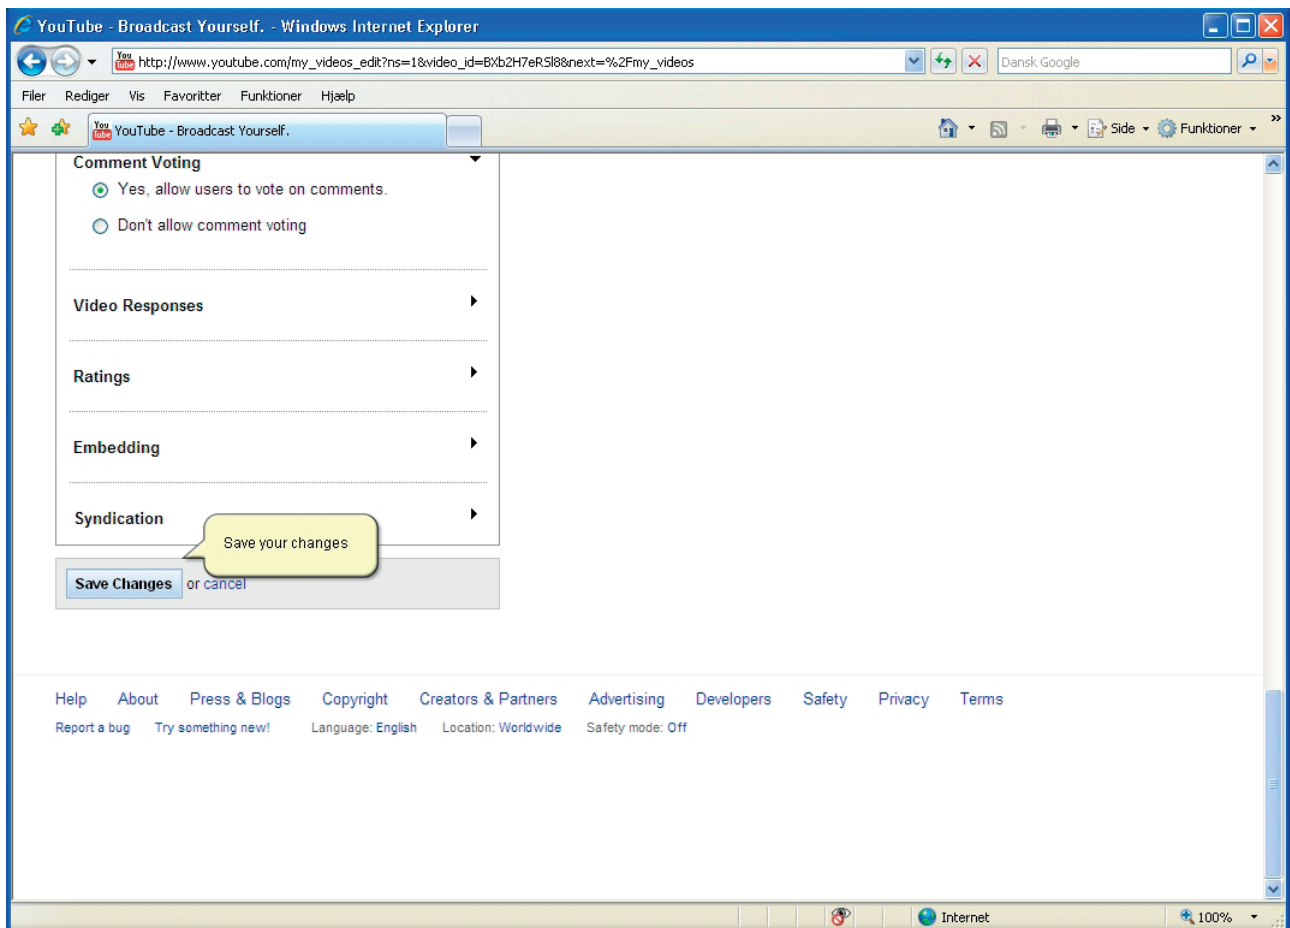 YouTube - Broadcast Yourself. - Windows Internet Explorer
You Tube http://www.youtube.com/my_videos_edit?ns=1&video_id=BXb2H7eRSl8&next=%2Fmy_videos Dansk Google
Filer Rediger Vis Favoritter Funktioner Hjælp
You Tube YouTube - Broadcast Yourself. Side Funktioner »
Comment Voting
Yes, allow users to vote on comments.
Don't allow comment voting
Video Responses
Ratings
Embedding
Syndication
Save your changes
Save Changes or cancel
Help About Press & Blogs Copyright Creators & Partners Advertising Developers Safety Privacy Terms
Report a bug Try something new! Language: English Location: Worldwide Safety mode: Off
Internet 100%